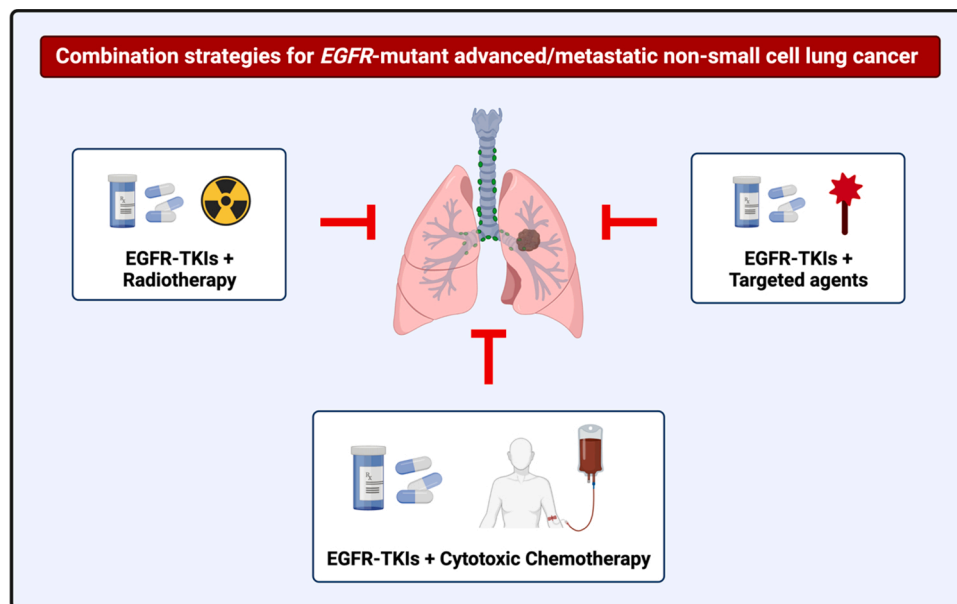 Combination strategies for EGFR-mutant advanced/metastatic non-small cell lung cancer
EGFR-TKIs +
Radiotherapy
EGFR-TKIs +
Targeted agents
EGFR-TKIs + Cytotoxic Chemotherapy